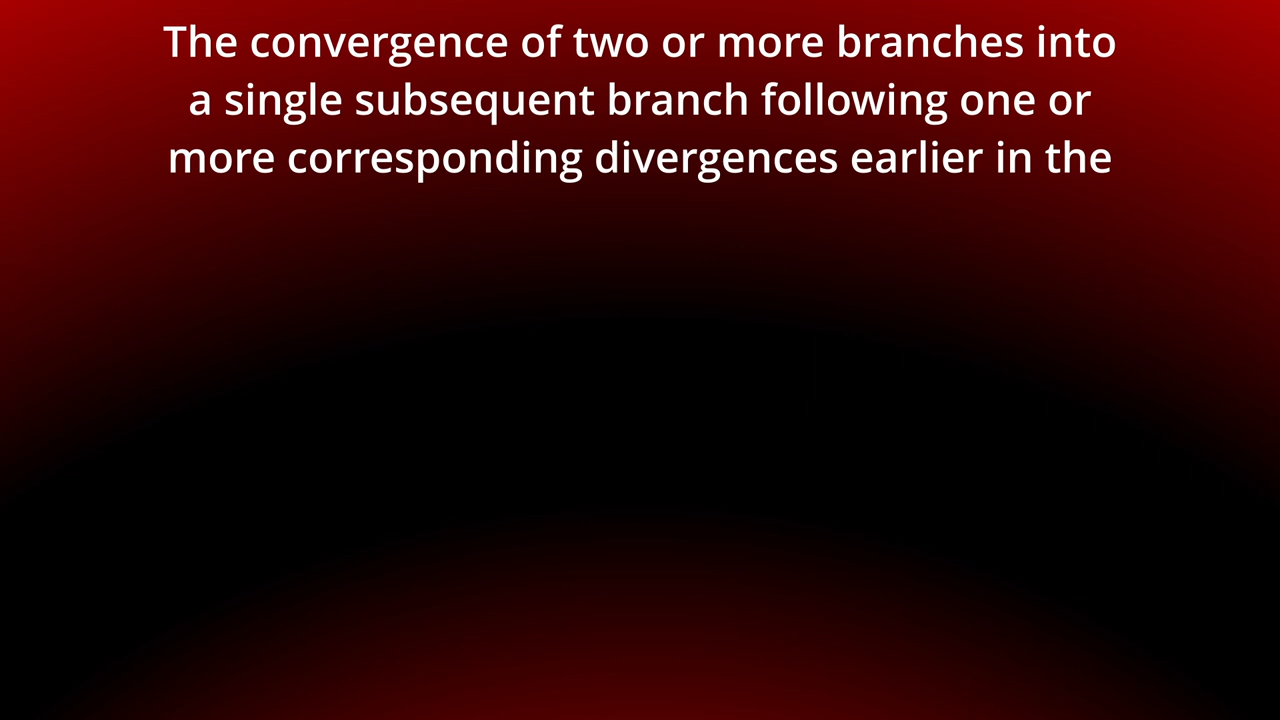 The convergence of two or more branches into
a single subsequent branch following one or
more corresponding divergences earlier in the